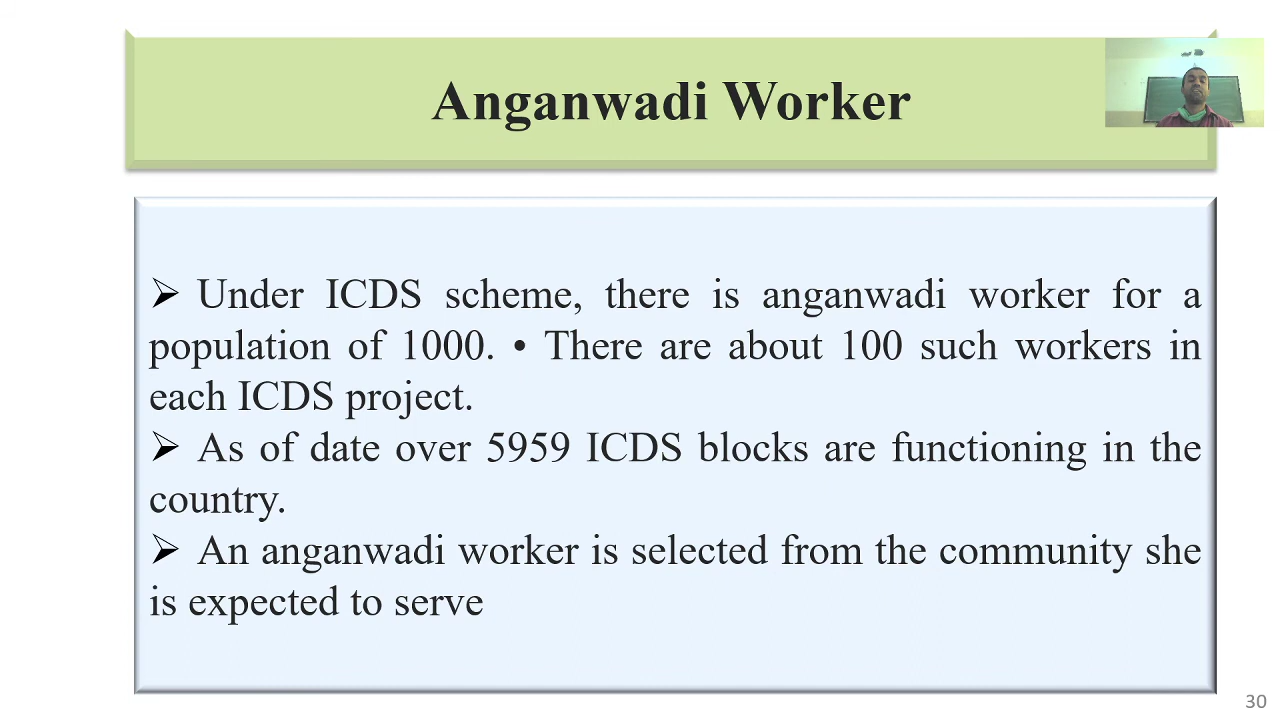 Anganwadi Worker
➢ Under ICDS scheme, there is anganwadi worker for a
population of 1000. • There are about 100 such workers in
each ICDS project.
➢ As of date over 5959 ICDS blocks are functioning in the
country.
➢ An anganwadi worker is selected from the community she
is expected to serve
30